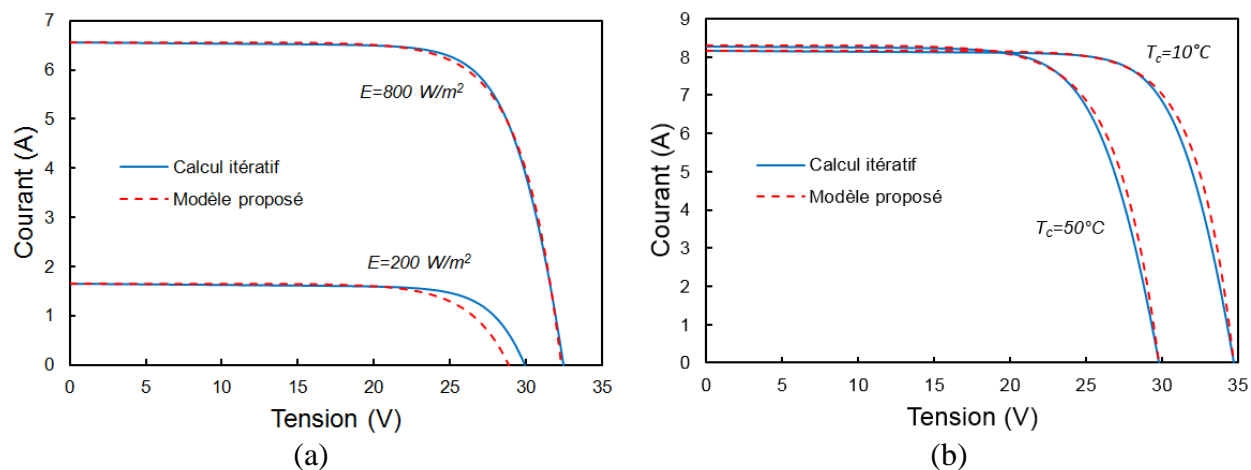 7
6
5
4
3
2
1
0
Courant (A)
E=800 W/m²
Calcul itératif
Modèle proposé
E=200 W/m²
0 5 10 15 20 25 30 35
Tension (V)
(a)
9
8
7
6
5
4
3
2
1
0
Courant (A)
Tc=10°C
Calcul itératif
Modèle proposé
Tc=50°C
0 5 10 15 20 25 30 35
Tension (V)
(b)